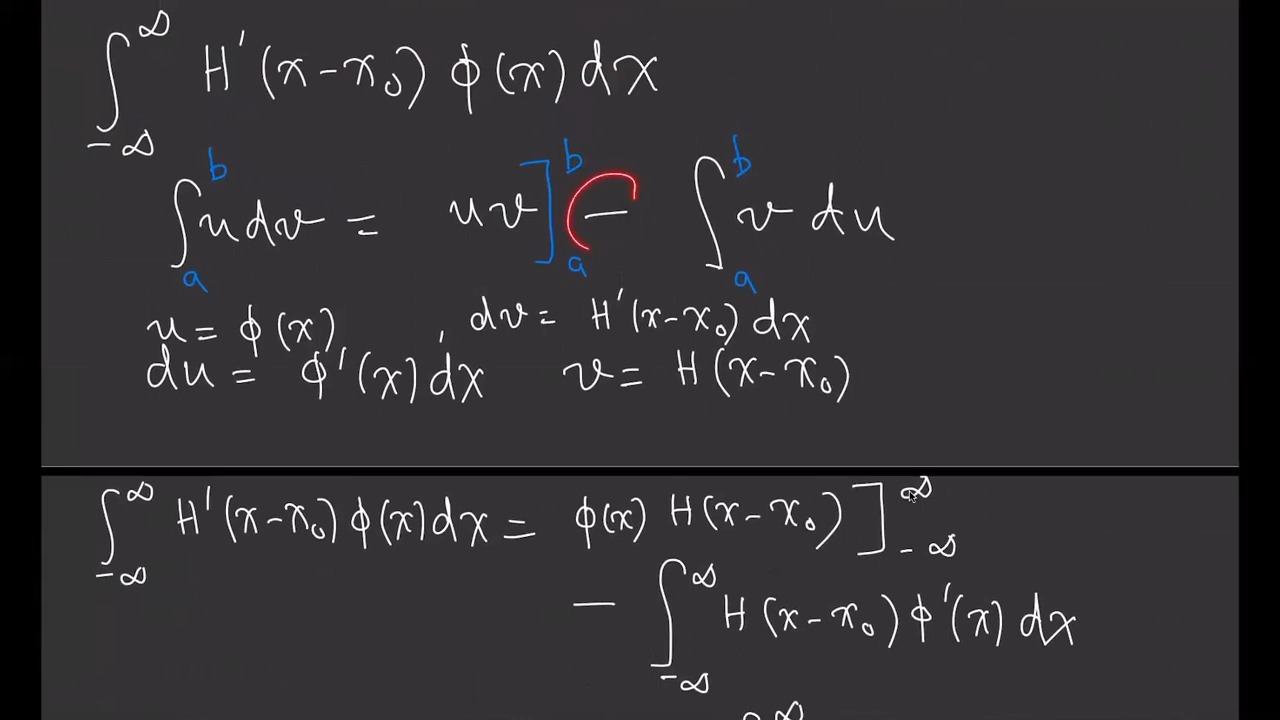 ∫_{-∞}^{∞} H'(x-x₀) ϕ(x) dx
∫_a^b u dv = uv]_a^b - ∫_a^b v du
u = ϕ(x) , dv = H'(x-x₀) dx
du = ϕ'(x) dx v = H(x-x₀)
∫_{-∞}^{∞} H'(x-x₀) ϕ(x) dx = ϕ(x) H(x-x₀)]_{-∞}^{∞}
- ∫_{-∞}^{∞} H(x-x₀) ϕ'(x) dx